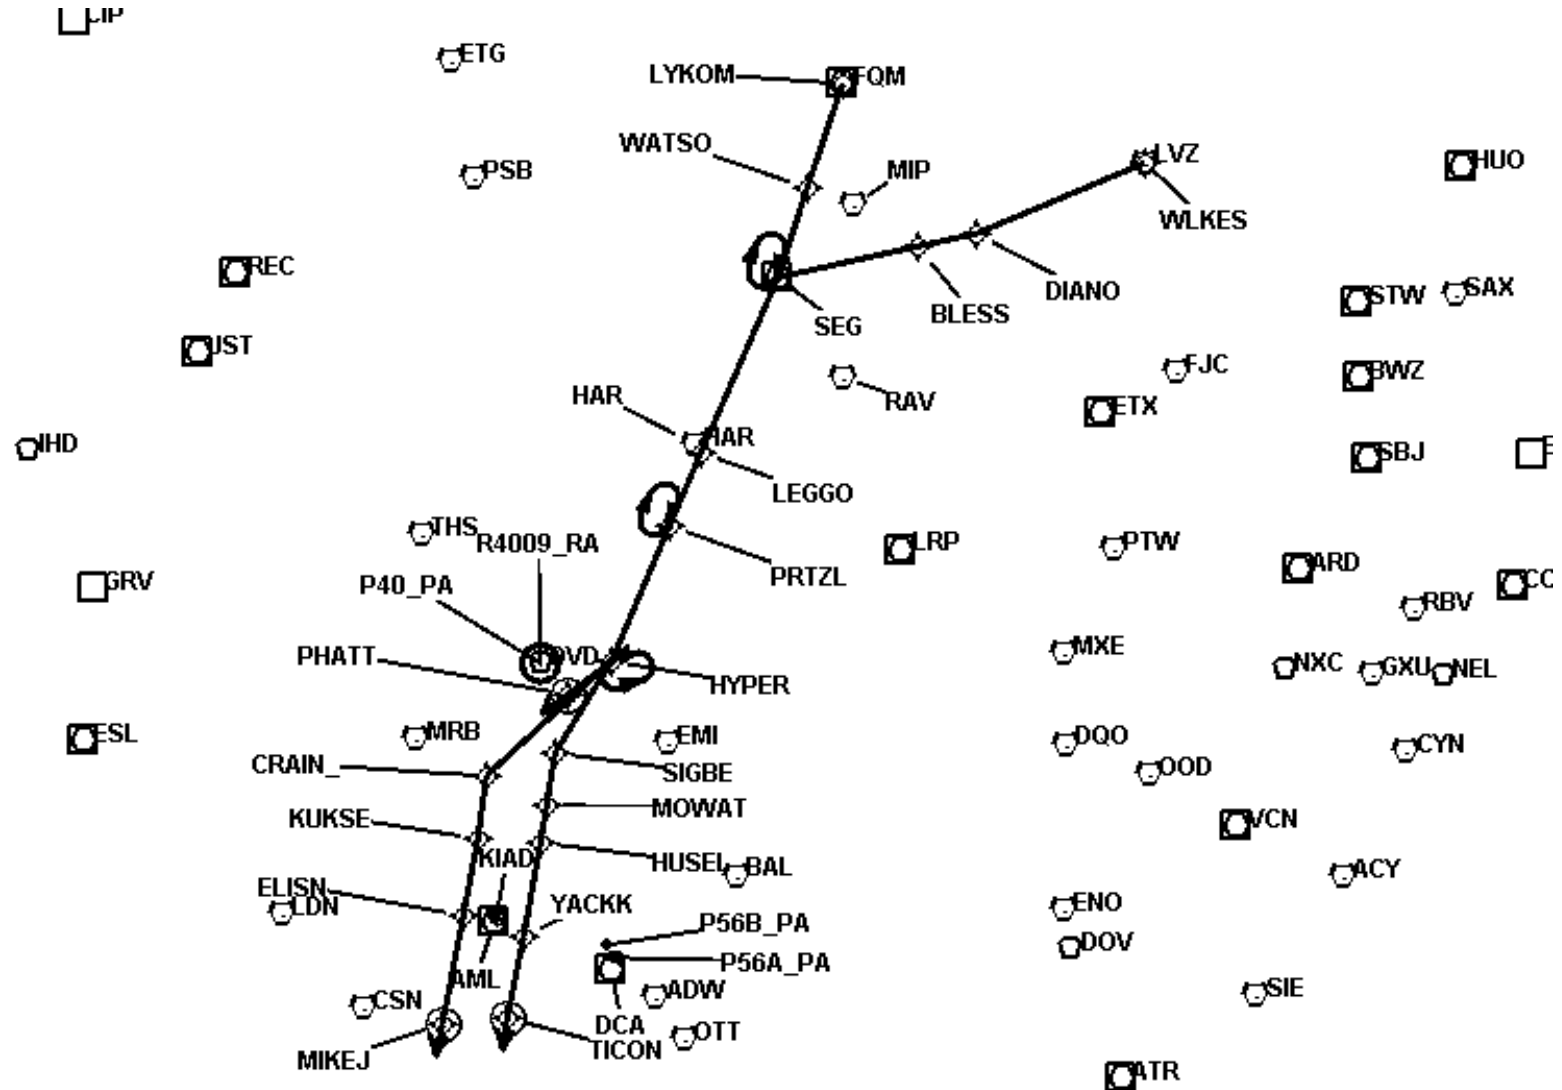 ETG
LYKOM
FQM
WATSO
PSB
MIP
LVZ
HUO
WLKES
REC
DIANO
STW
SAX
SEG
BLESS
JST
HAR
RAV
FJC
BWZ
ETX
HAR
IHD
LEGGO
SBJ
THS
R4009_RA
LRP
PTW
ARD
PRTZL
P40_PA
GRV
RBV
PHATT
HYPER
MXE
NXC
GXU
NEL
ESL
MRB
EMI
DQO
CYN
CRAIN_
SIGBE
OOD
MOWAT
KUKSE
VCN
KIAD
HUSEL
BAL
ACY
ELISN
LDN
YACKK
ENO
P56B_PA
DOV
P56A_PA
AML
CSN
ADW
SIE
DCA
OTT
MIKEJ
TICON
ATR